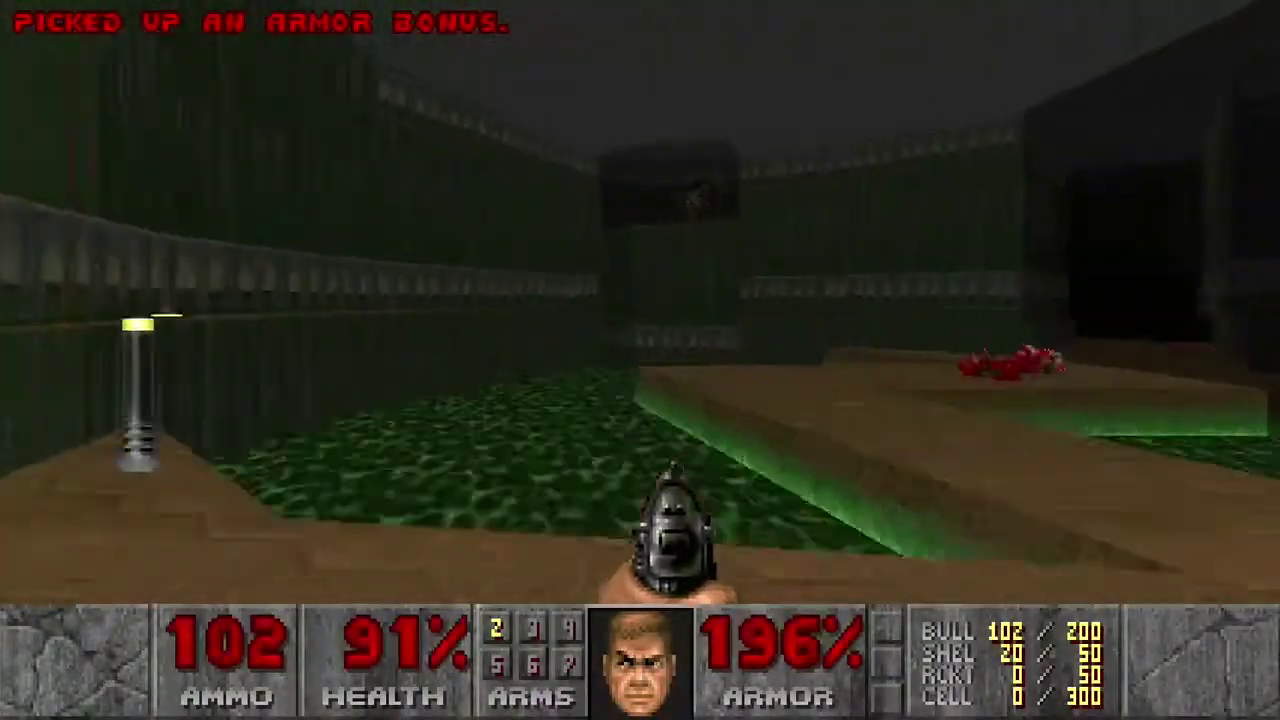 PICKED UP AN ARMOR BONUS.
102 91% 2 3 4 196% BULL 102 / 200
5 6 7 SHEL 20 / 50
RCKT 0 / 50
AMMO HEALTH ARMS ARMOR CELL 0 / 300